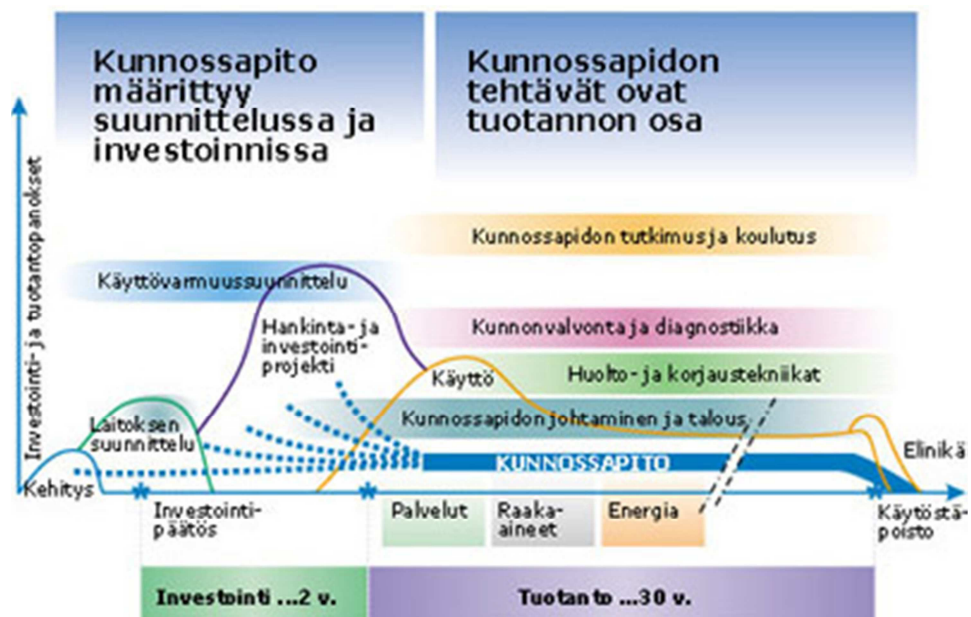 Kunnossapito
määrittyy
suunnittelussa ja
investoinnissa
Kunnossapidon
tehtävät ovat
tuotannon osa
Investointi- ja tuotantopanokset
Kunnossapidon tutkimus ja koulutus
Käyttövarmuussuunnittelu
Hankinta- ja
investointi-
projekti
Kunnonvalvonta ja diagnostiikka
Käyttö
Huolto- ja korjaustekniikat
Laitoksen
suunnittelu
Kunnossapidon johtaminen ja talous
Elinikä
KUNNOSSAPITO
Kehitys
Investointi-
päätös
Palvelut
Raaka-
aineet
Energia
Käytöstä-
poisto
Investointi ...2 v.
Tuotanto ...30 v.